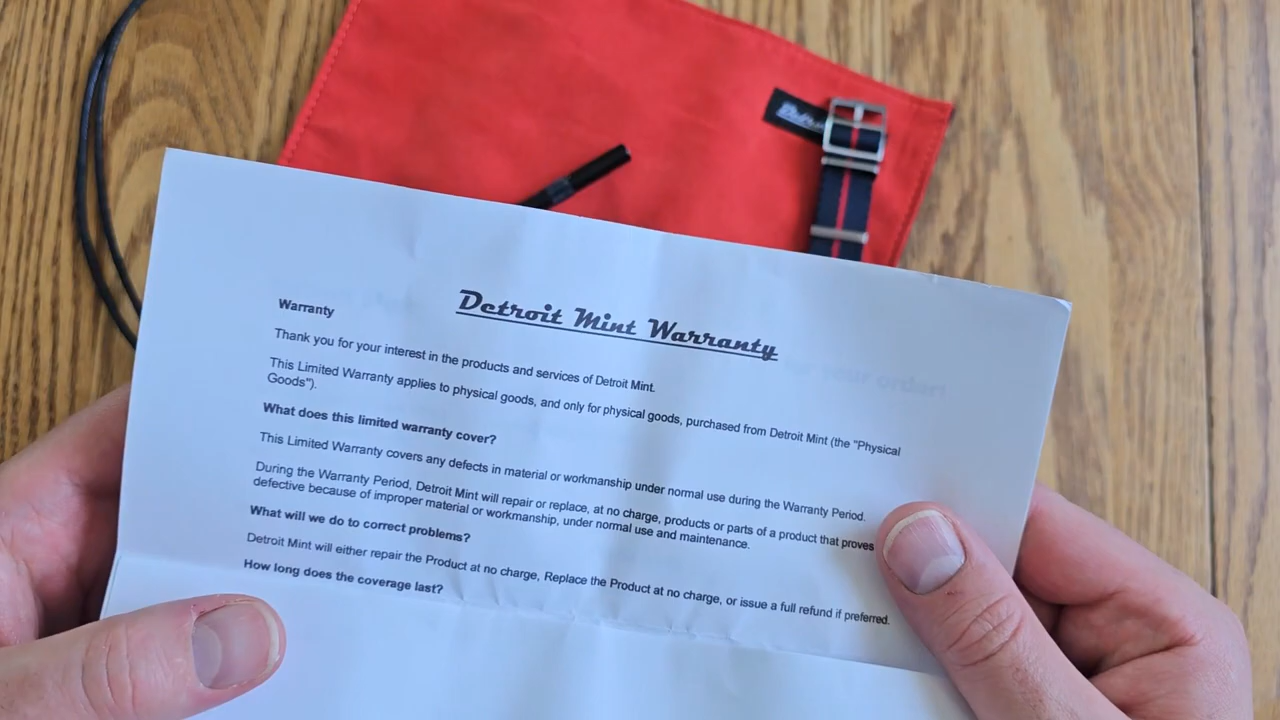 Detroit Mint Warranty
Warranty
Thank you for your interest in the products and services of Detroit Mint.
This Limited Warranty applies to physical goods, and only for physical goods, purchased from Detroit Mint (the "Physical
Goods").
What does this limited warranty cover?
This Limited Warranty covers any defects in material or workmanship under normal use during the Warranty Period.
During the Warranty Period, Detroit Mint will repair or replace, at no charge, products or parts of a product that proves
defective because of improper material or workmanship, under normal use and maintenance.
What will we do to correct problems?
Detroit Mint will either repair the Product at no charge, Replace the Product at no charge, or issue a full refund if preferred.
How long does the coverage last?